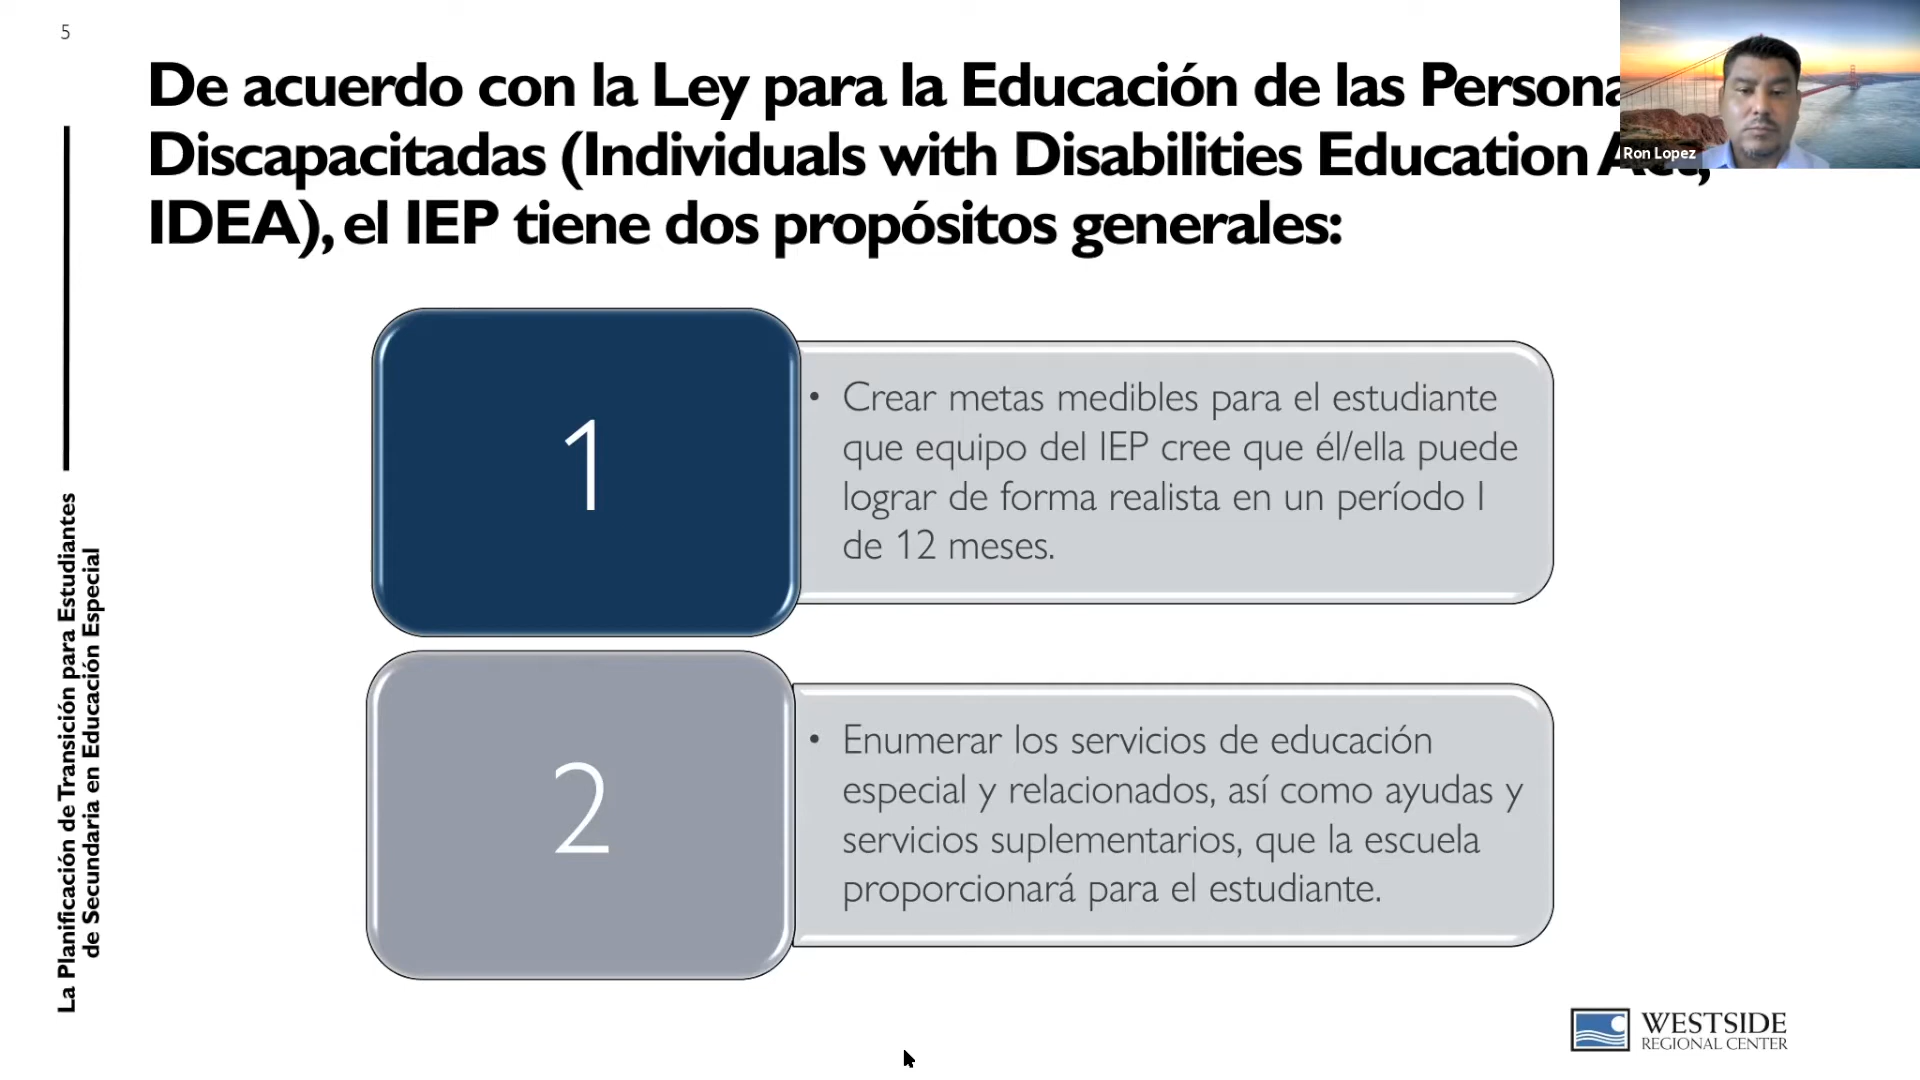 5
De acuerdo con la Ley para la Educación de las Persona
Discapacitadas (Individuals with Disabilities Education Act,
IDEA), el IEP tiene dos propósitos generales:
Ron Lopez
1
• Crear metas medibles para el estudiante
que equipo del IEP cree que él/ella puede
lograr de forma realista en un período l
de 12 meses.
2
• Enumerar los servicios de educación
especial y relacionados, así como ayudas y
servicios suplementarios, que la escuela
proporcionará para el estudiante.
La Planificación de Transición para Estudiantes
de Secundaria en Educación Especial
WESTSIDE
REGIONAL CENTER